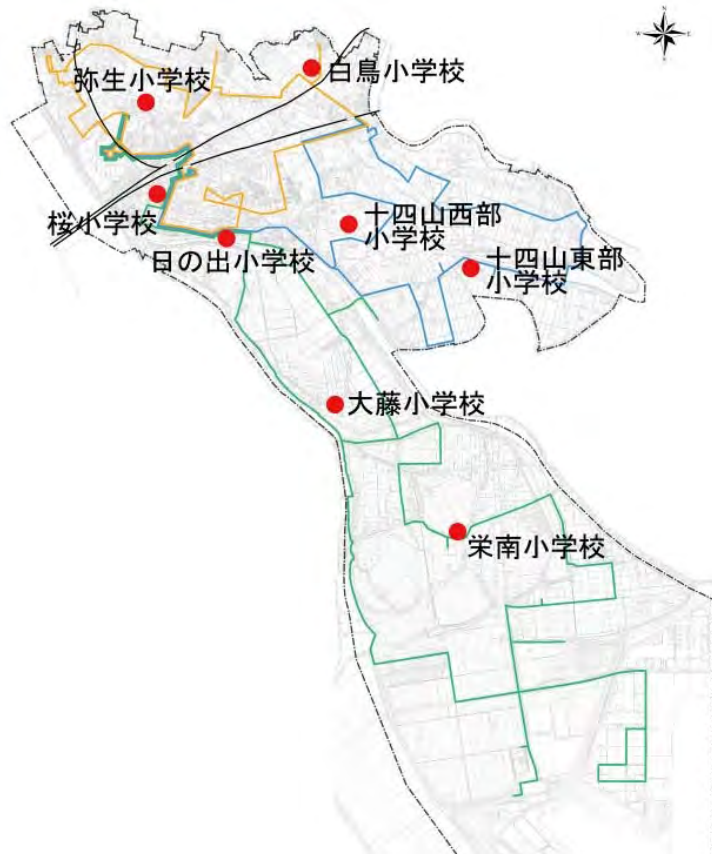 白鳥小学校
弥生小学校
桜小学校
十四山西部
小学校
日の出小学校
十四山東部
小学校
大藤小学校
栄南小学校